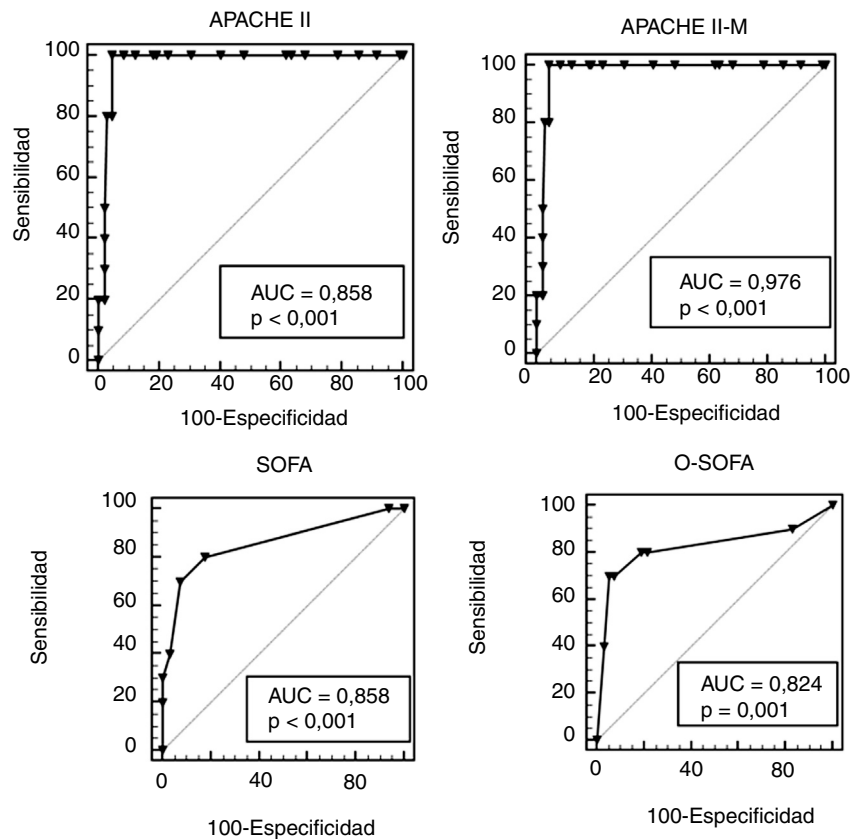 APACHE II
100
80
60
40
20
0
Sensibilidad
AUC = 0,858
p < 0,001
0 20 40 60 80 100
100-Especificidad
APACHE II-M
100
80
60
40
20
0
Sensibilidad
AUC = 0,976
p < 0,001
0 20 40 60 80 100
100-Especificidad
SOFA
100
80
60
40
20
0
Sensibilidad
AUC = 0,858
p < 0,001
0 40 80
100-Especificidad
O-SOFA
100
80
60
40
20
0
Sensibilidad
AUC = 0,824
p = 0,001
0 40 80
100-Especificidad